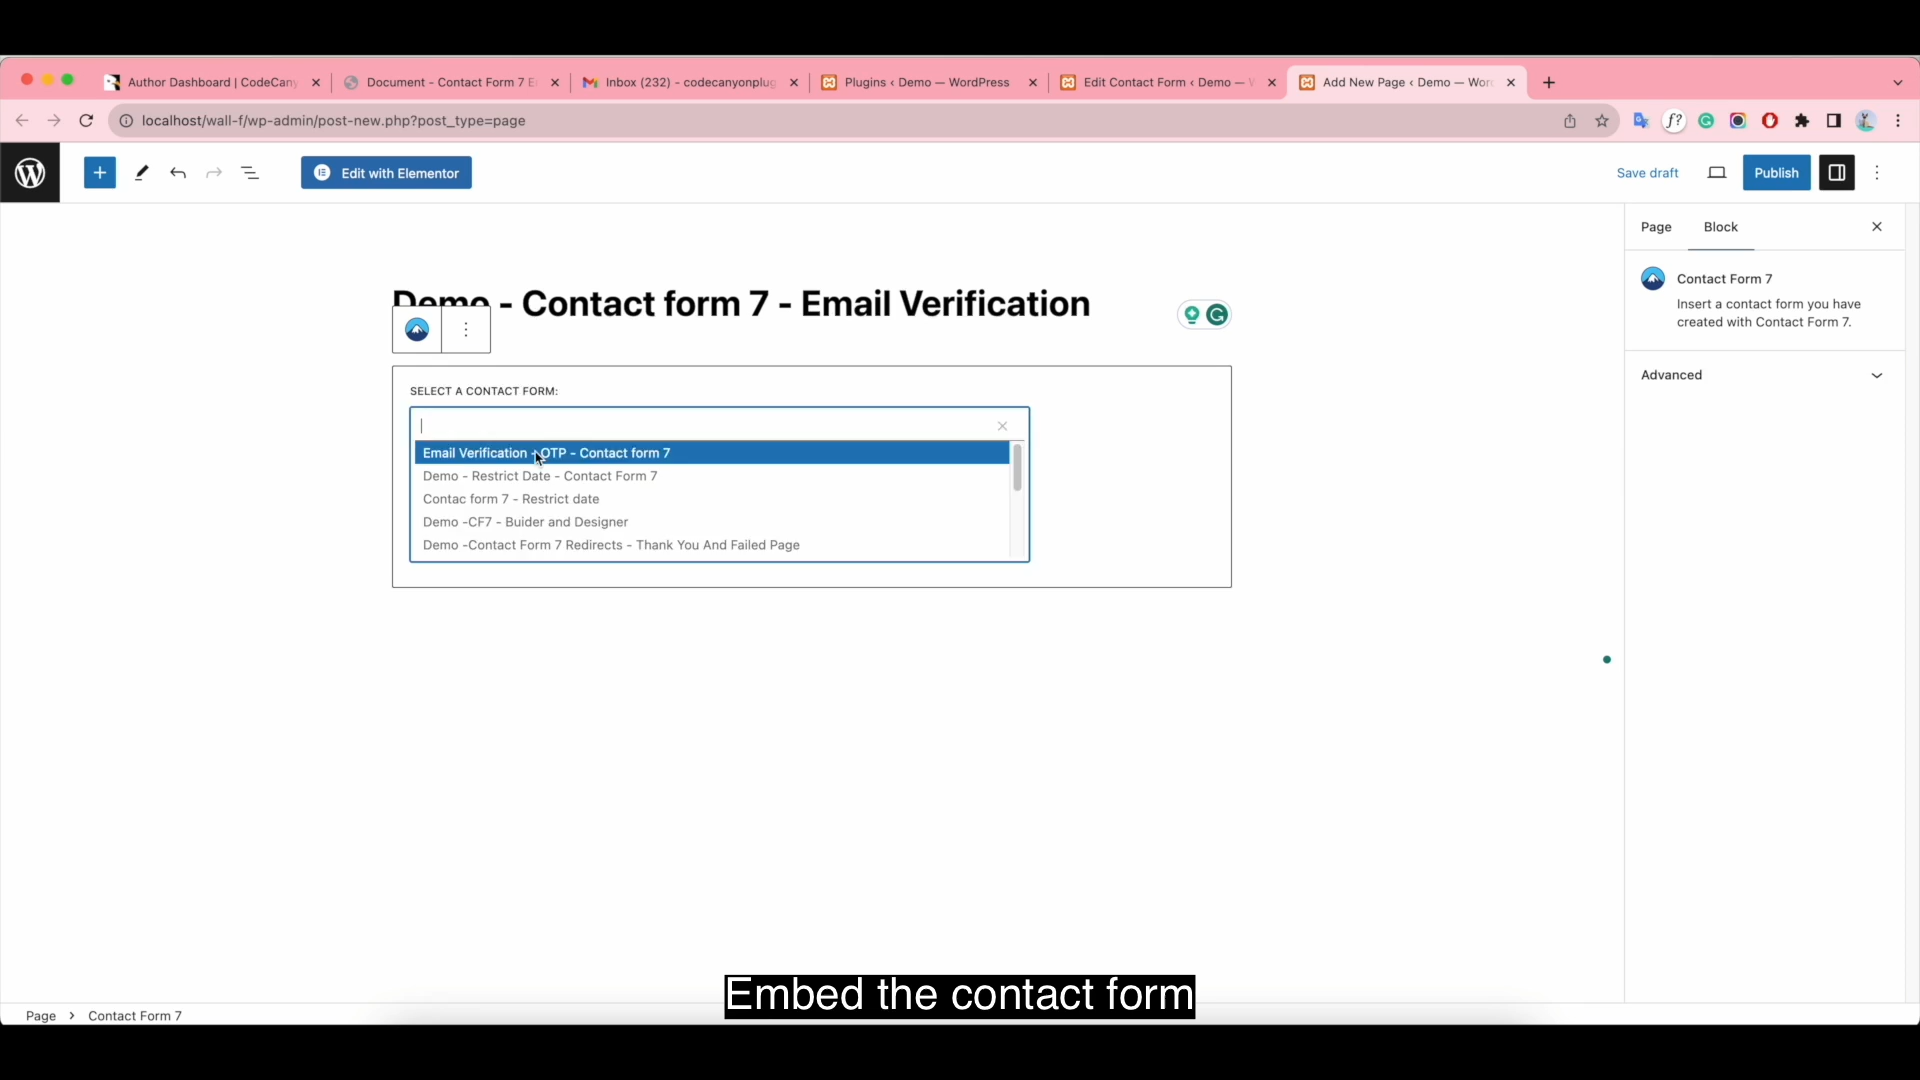 Author Dashboard | CodeCany
Document - Contact Form 7 E
Inbox (232) - codecanyonplug
Plugins ‹ Demo — WordPress
Edit Contact Form ‹ Demo — W
Add New Page ‹ Demo — Wor
localhost/wall-f/wp-admin/post-new.php?post_type=page
f?
Edit with Elementor
Save draft
Publish
Page
Block
Contact Form 7
Insert a contact form you have
created with Contact Form 7.
Advanced
Demo - Contact form 7 - Email Verification
SELECT A CONTACT FORM:
Email Verification - OTP - Contact form 7
Demo - Restrict Date - Contact Form 7
Contac form 7 - Restrict date
Demo -CF7 - Buider and Designer
Demo -Contact Form 7 Redirects - Thank You And Failed Page
Embed the contact form
Page › Contact Form 7